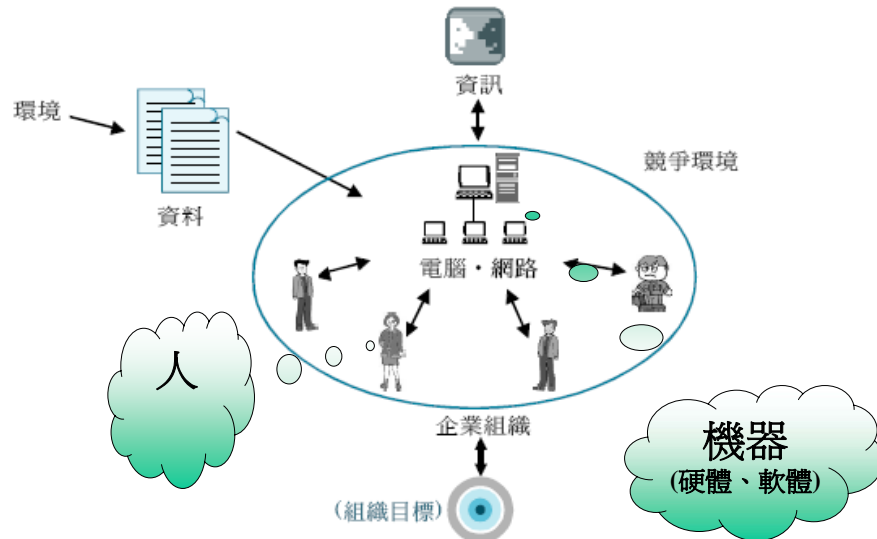 資訊
環境
競爭環境
資料
電腦・網路
人
企業組織
機器
(硬體、軟體)
(組織目標)